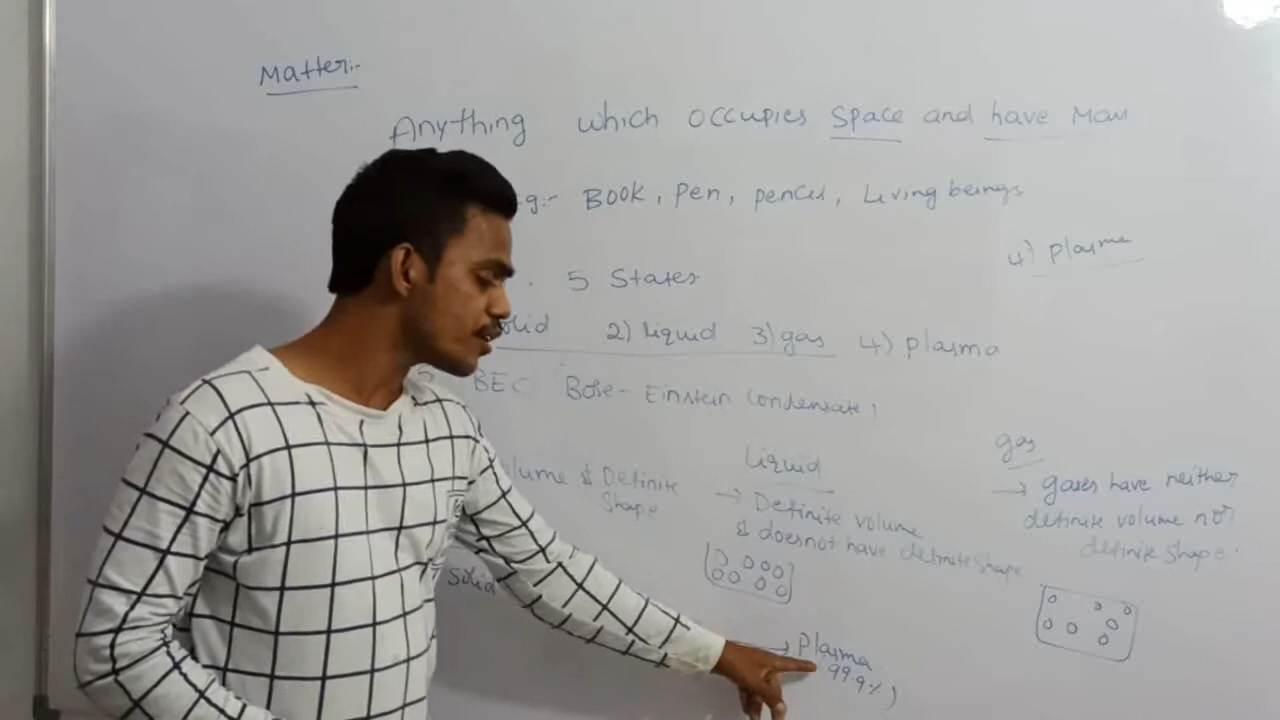 Matter:-
Anything which occupies space and have Mass
Eg:- Book, Pen, pencil, Living beings
4) plasma
5 States
solid 2) liquid 3) gas 4) plasma
5 BEC Bose-Einstein condensate
gas
Liquid
volume & Definite
shape
→ Definite volume
& doesnot have definite shape
→ gases have neither
definite volume nor
definite shape.
solid
→ Plasma
99.9%)